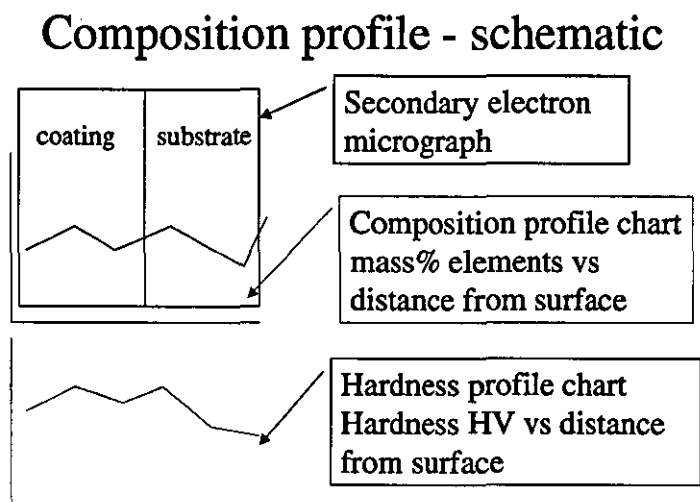 Composition profile - schematic
coating
substrate
Secondary electron
micrograph
Composition profile chart
mass% elements vs
distance from surface
Hardness profile chart
Hardness HV vs distance
from surface